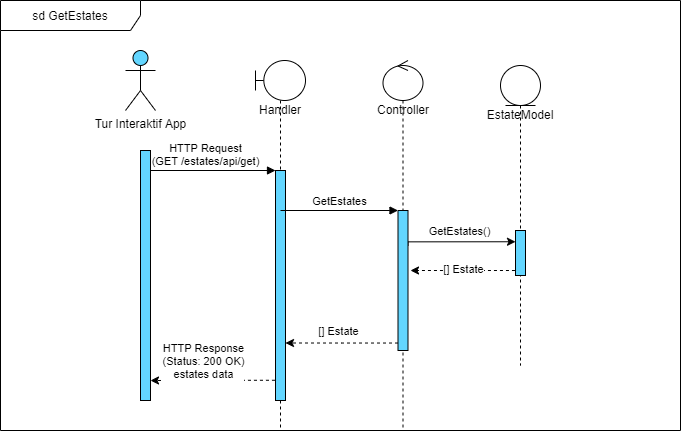 sd GetEstates
Tur Interaktif App
Handler
Controller
EstateModel
HTTP Request
(GET /estates/api/get)
GetEstates
GetEstates()
[] Estate
[] Estate
HTTP Response
(Status: 200 OK)
estates data